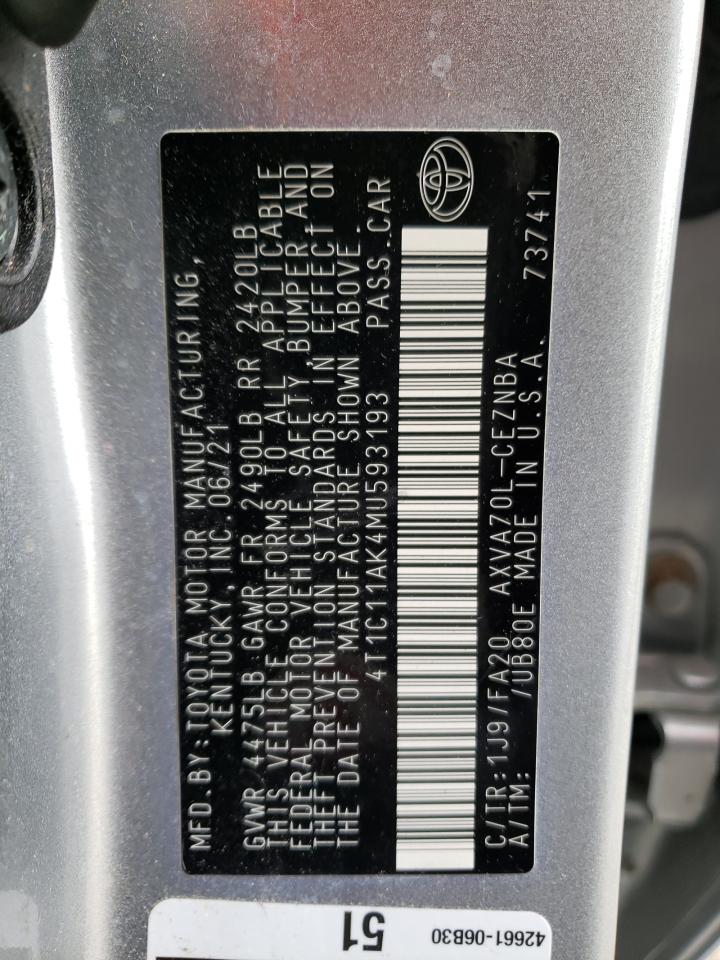 MFD.BY:TOYOTA MOTOR MANUFACTURING,
KENTUCKY, INC. 06/21
GVWR 4475LB GAWR FR 2490LB RR 2420LB
THIS VEHICLE CONFORMS TO ALL APPLICABLE
FEDERAL MOTOR VEHICLE SAFETY,BUMPER,AND
THEFT PREVENTION STANDARDS IN EFFECT ON
THE DATE OF MANUFACTURE SHOWN ABOVE.
4T1C11AK4MU593193 PASS.CAR
C/TR:1J9/FA20 AXVA70L-CEZNBA 73741
A/TM: /UB80E MADE IN U.S.A.
51
42661-06B30